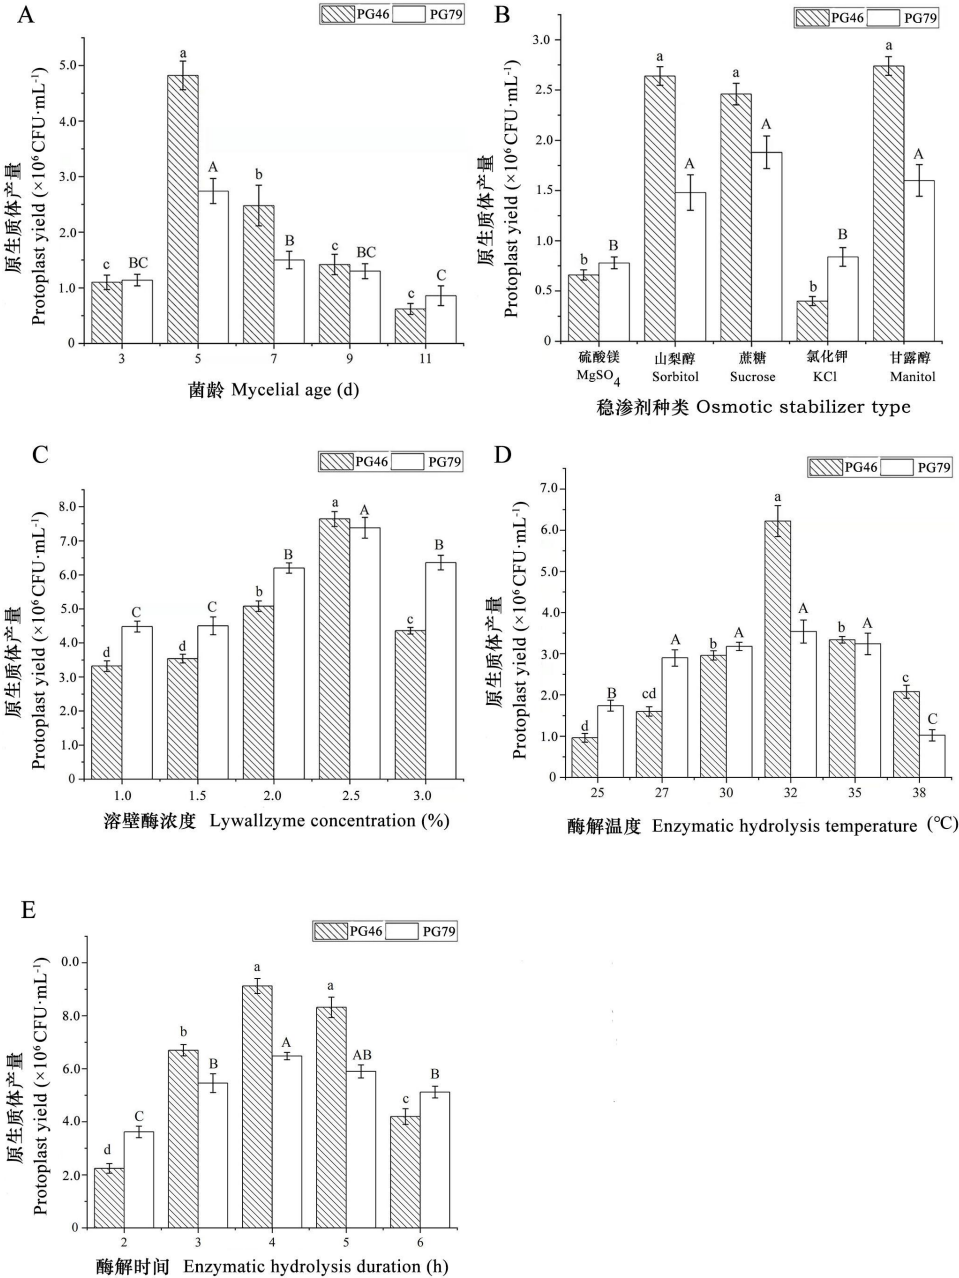 A
PG46 PG79
原生质体产量
Protoplast yield (×10⁶ CFU·mL⁻¹)
5.0
4.0
3.0
2.0
1.0
0
a
A
b
B
c
BC
c
BC
c
C
3 5 7 9 11
菌龄 Mycelial age (d)
B
PG46 PG79
原生质体产量
Protoplast yield (×10⁶ CFU·mL⁻¹)
3.0
2.5
2.0
1.5
1.0
0.5
0
b
B
a
A
a
A
b
B
a
A
硫酸镁 山梨醇 蔗糖 氯化钾 甘露醇
MgSO₄ Sorbitol Sucrose KCl Manitol
稳渗剂种类 Osmotic stabilizer type
C
PG46 PG79
原生质体产量
Protoplast yield (×10⁶ CFU·mL⁻¹)
8.0
7.0
6.0
5.0
4.0
3.0
2.0
1.0
0
d
C
d
C
b
B
a
A
c
B
1.0 1.5 2.0 2.5 3.0
溶壁酶浓度 Lywallzyme concentration (%)
D
PG46 PG79
原生质体产量
Protoplast yield (×10⁶ CFU·mL⁻¹)
7.0
6.0
5.0
4.0
3.0
2.0
1.0
0
d
B
cd
A
b
A
a
A
b
A
c
C
25 27 30 32 35 38
酶解温度 Enzymatic hydrolysis temperature (℃)
E
PG46 PG79
原生质体产量
Protoplast yield (×10⁶ CFU·mL⁻¹)
0.0
8.0
6.0
4.0
2.0
0
d
C
b
B
a
A
a
AB
c
B
2 3 4 5 6
酶解时间 Enzymatic hydrolysis duration (h)